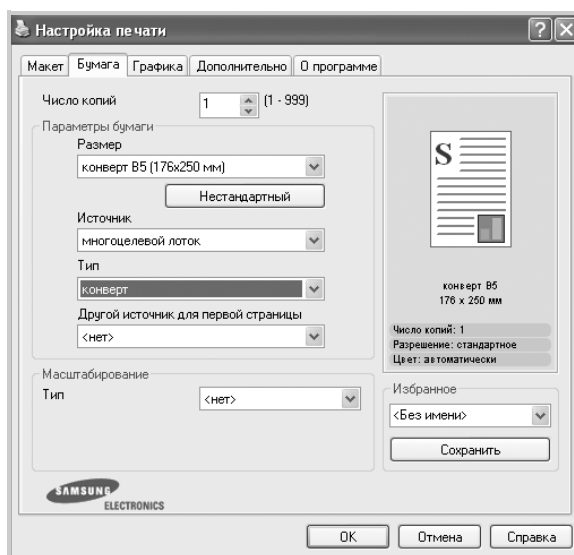 Настройка печати
Макет Бумага Графика Дополнительно О программе
Число копий 1 (1 - 999)
Параметры бумаги
Размер
конверт B5 (176x250 мм)
Нестандартный
Источник
многоцелевой лоток
Тип
конверт
Другой источник для первой страницы
<нет>
Масштабирование
Тип <нет>
S
конверт B5
176 x 250 мм
Число копий: 1
Разрешение: стандартное
Цвет: автоматически
Избранное
<Без имени>
Сохранить
SAMSUNG
ELECTRONICS
OK Отмена Справка